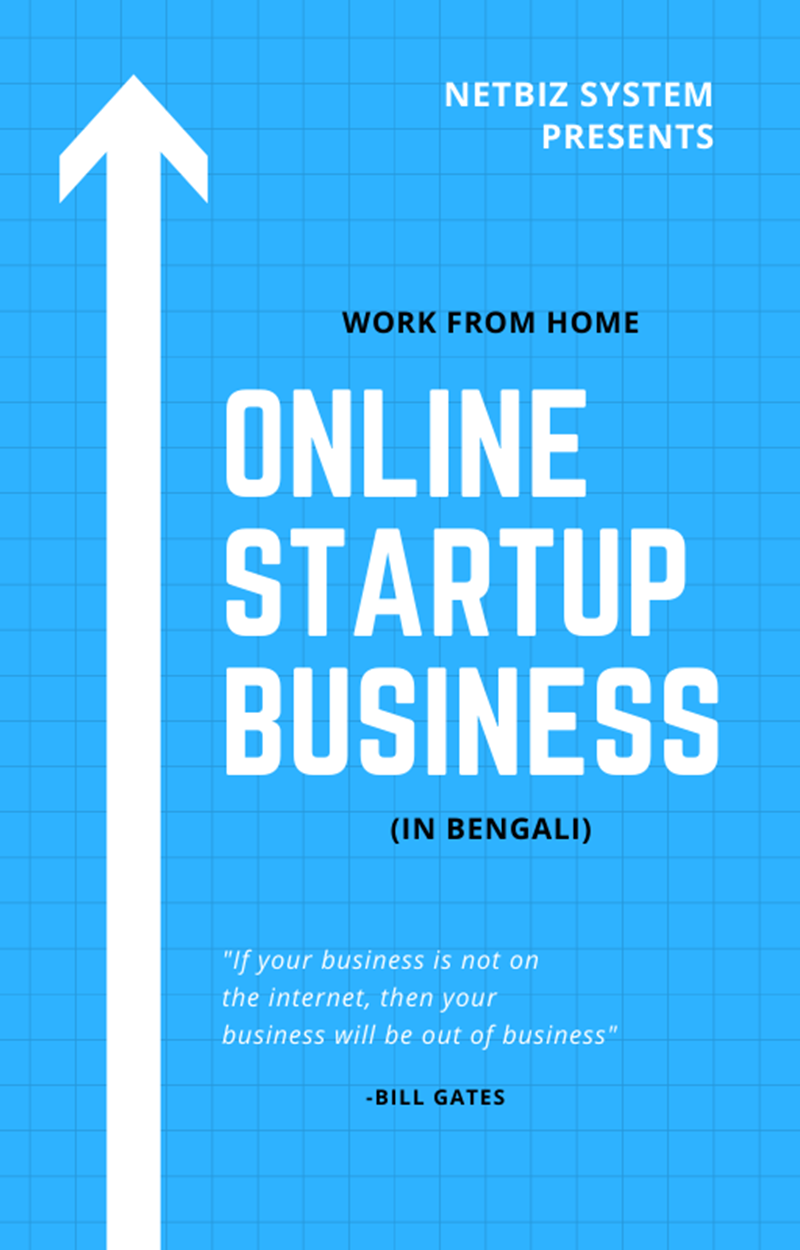 NETBIZ SYSTEM
PRESENTS
WORK FROM HOME
ONLINE
STARTUP
BUSINESS
(IN BENGALI)
"If your business is not on
the internet, then your
business will be out of business"
-BILL GATES